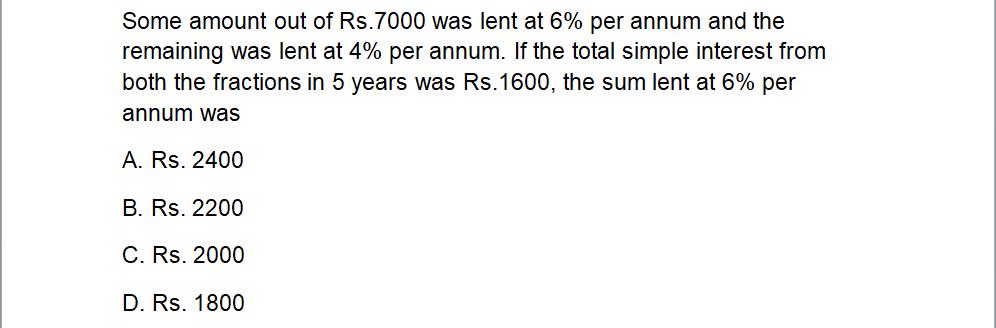 Some amount out of Rs.7000 was lent at 6% per annum and the
remaining was lent at 4% per annum. If the total simple interest from
both the fractions in 5 years was Rs.1600, the sum lent at 6% per
annum was
A. Rs. 2400
B. Rs. 2200
C. Rs. 2000
D. Rs. 1800